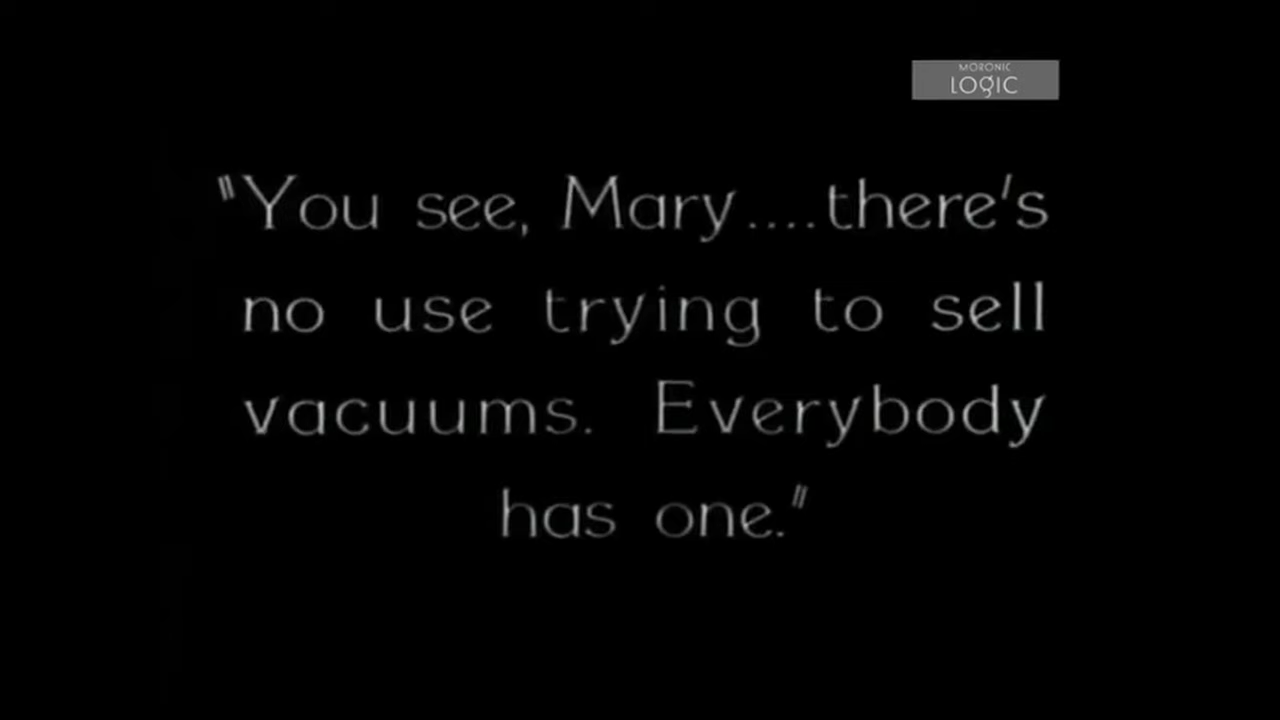 MORONIC
LOGIC
"You see, Mary....there's
no use trying to sell
vacuums. Everybody
has one."